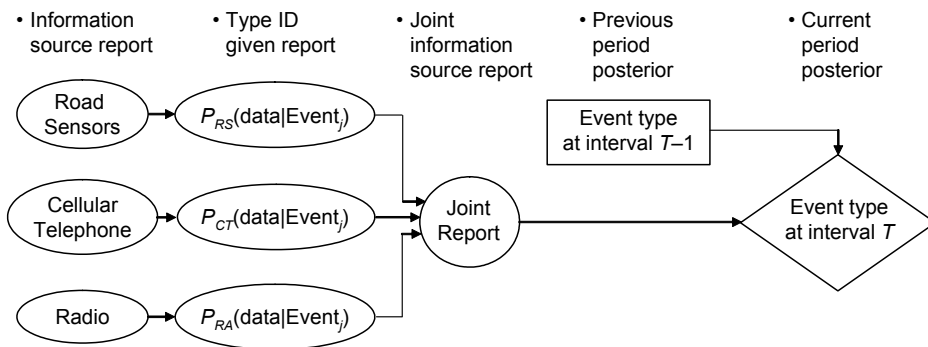 • Information
source report
• Type ID
given report
• Joint
information
source report
• Previous
period
posterior
• Current
period
posterior
Road
Sensors
P_RS(data|Event_j)
Event type
at interval T–1
Cellular
Telephone
P_CT(data|Event_j)
Joint
Report
Event type
at interval T
Radio
P_RA(data|Event_j)